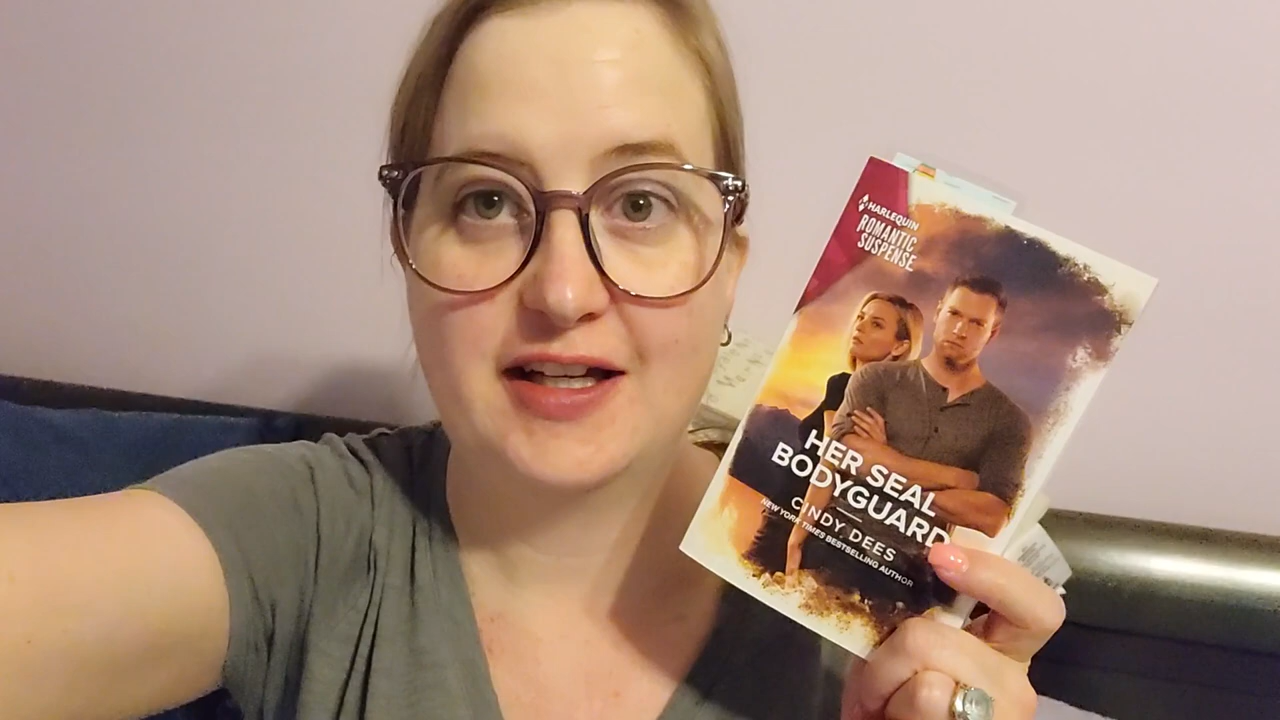 HARLEQUIN
ROMANTIC
SUSPENSE
HER SEAL
BODYGUARD
CINDY DEES
NEW YORK TIMES BESTSELLING AUTHOR